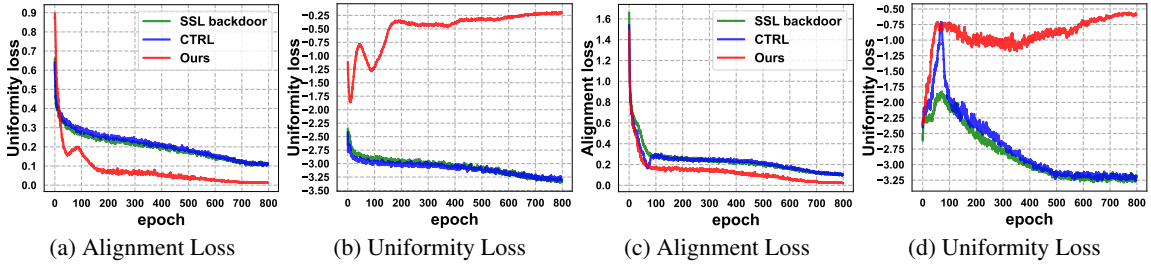 Uniformity loss
0.9
0.8
0.7
0.6
0.5
0.4
0.3
0.2
0.1
0.0
SSL backdoor
CTRL
Ours
0 100 200 300 400 500 600 700 800
epoch
(a) Alignment Loss
Uniformity loss
−0.25
−0.50
−0.75
−1.00
−1.25
−1.50
−1.75
−2.00
−2.25
−2.50
−2.75
−3.00
−3.25
−3.50
0 100 200 300 400 500 600 700 800
epoch
(b) Uniformity Loss
Alignment loss
1.6
1.4
1.2
1.0
0.8
0.6
0.4
0.2
0.0
SSL backdoor
CTRL
Ours
0 100 200 300 400 500 600 700 800
epoch
(c) Alignment Loss
Uniformity loss
−0.50
−0.75
−1.00
−1.25
−1.50
−1.75
−2.00
−2.25
−2.50
−2.75
−3.00
−3.25
0 100 200 300 400 500 600 700 800
epoch
(d) Uniformity Loss